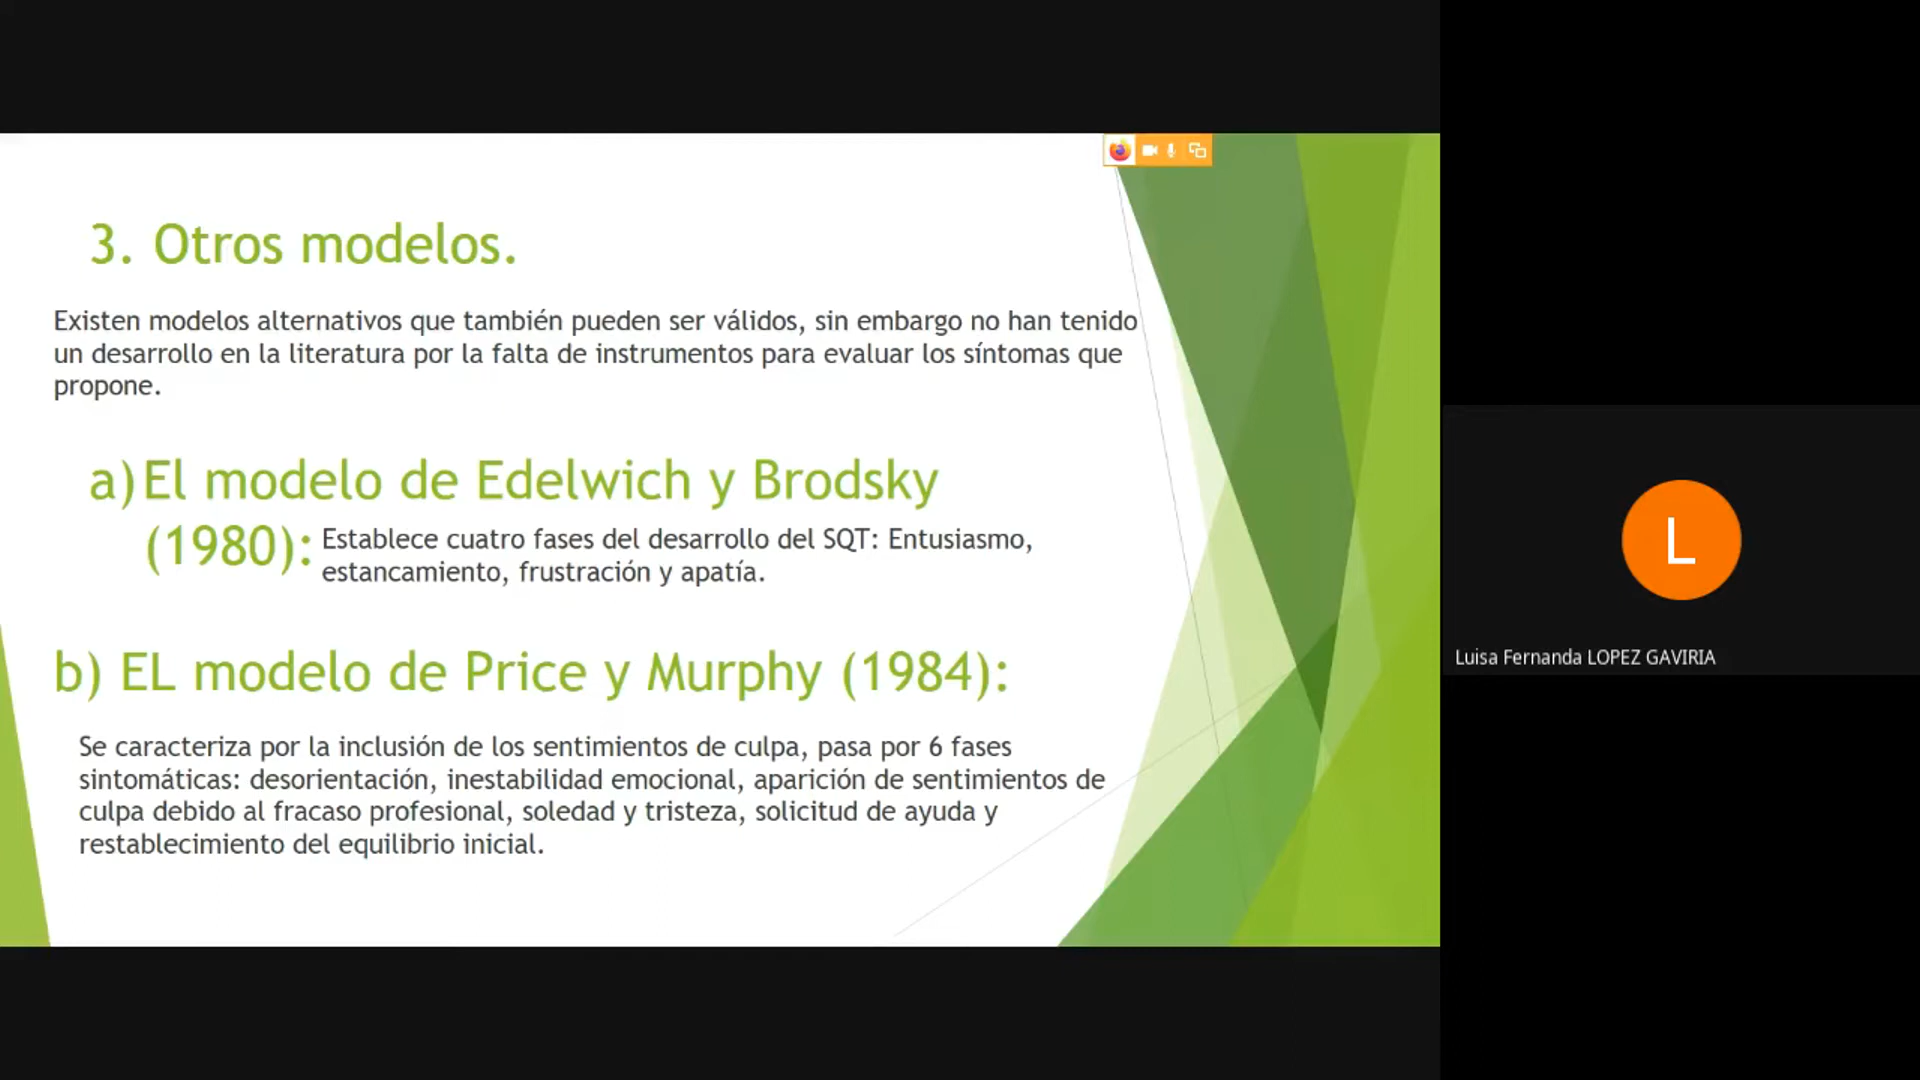 3. Otros modelos.
Existen modelos alternativos que también pueden ser válidos, sin embargo no han tenido
un desarrollo en la literatura por la falta de instrumentos para evaluar los síntomas que
propone.
a) El modelo de Edelwich y Brodsky
(1980): Establece cuatro fases del desarrollo del SQT: Entusiasmo,
estancamiento, frustración y apatía.
b) EL modelo de Price y Murphy (1984):
Se caracteriza por la inclusión de los sentimientos de culpa, pasa por 6 fases
sintomáticas: desorientación, inestabilidad emocional, aparición de sentimientos de
culpa debido al fracaso profesional, soledad y tristeza, solicitud de ayuda y
restablecimiento del equilibrio inicial.
L
Luisa Fernanda LOPEZ GAVIRIA